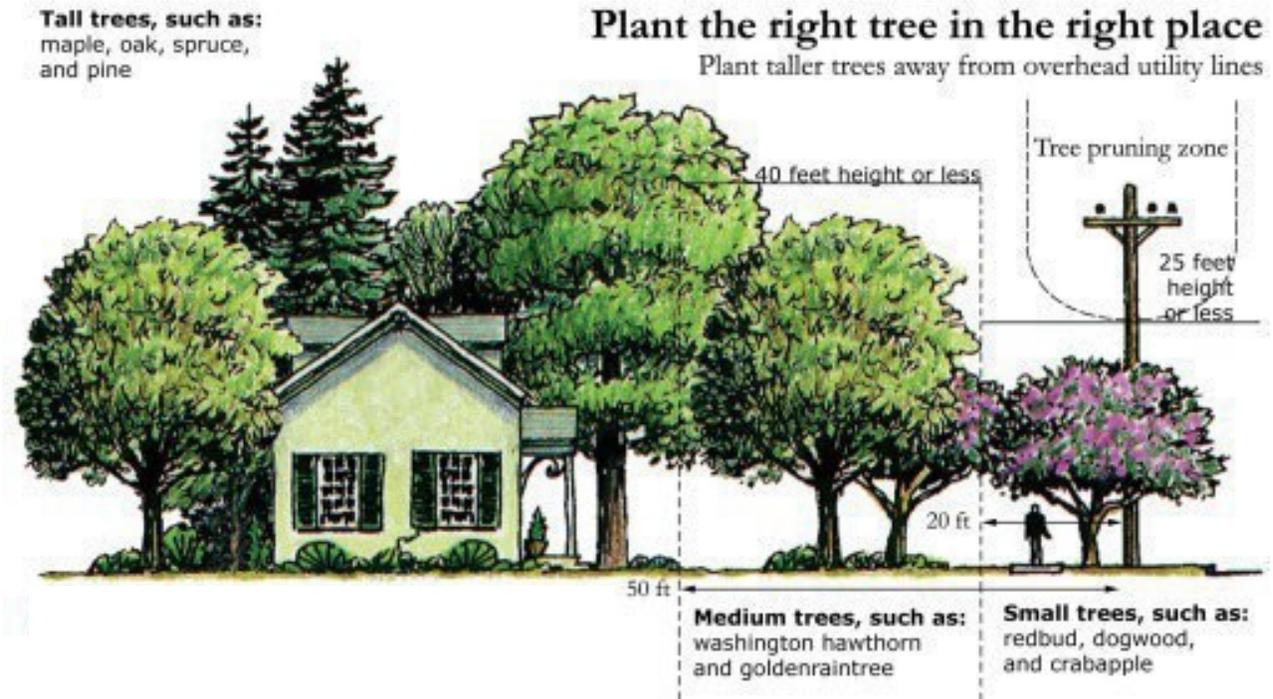 Tall trees, such as:
maple, oak, spruce,
and pine
Plant the right tree in the right place
Plant taller trees away from overhead utility lines
Tree pruning zone
40 feet height or less
25 feet
height
or less
20 ft
50 ft
Medium trees, such as:
washington hawthorn
and goldenraintree
Small trees, such as:
redbud, dogwood,
and crabapple